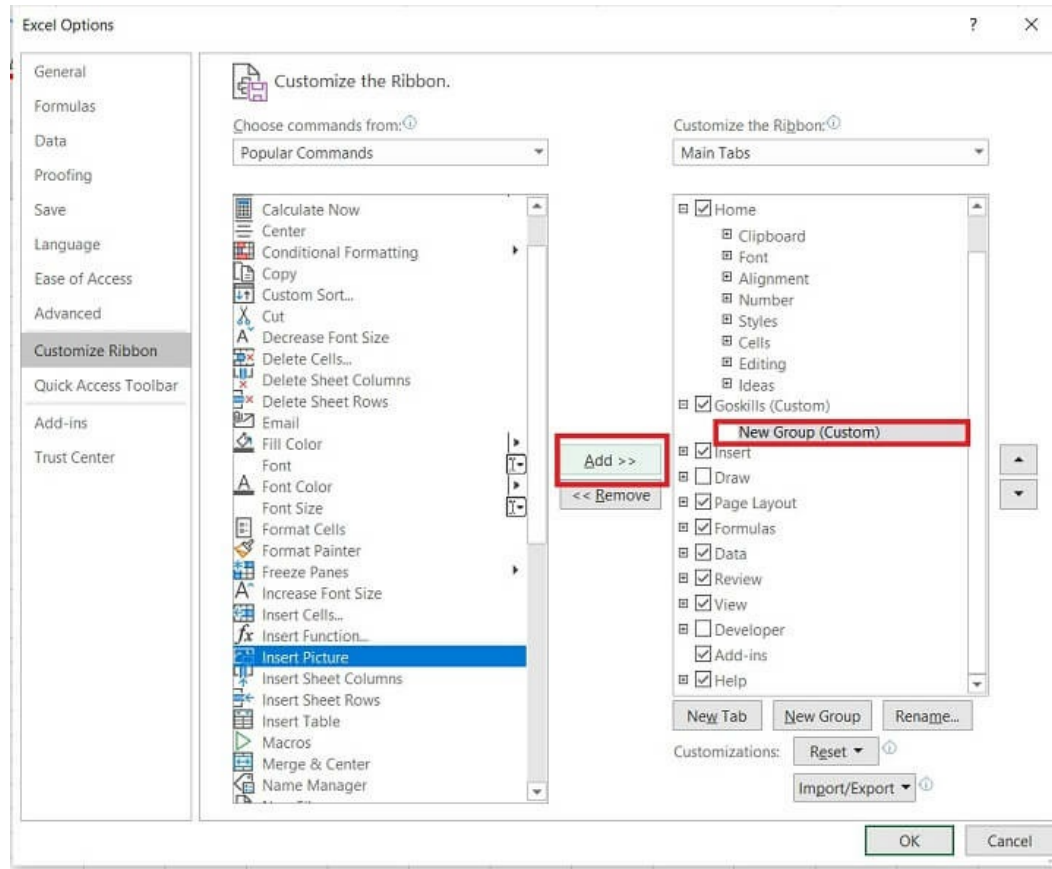 Excel Options
?
General
Formulas
Data
Proofing
Save
Language
Ease of Access
Advanced
Customize Ribbon
Quick Access Toolbar
Add-ins
Trust Center
Customize the Ribbon.
Choose commands from:
Popular Commands
Calculate Now
Center
Conditional Formatting
Copy
Custom Sort...
Cut
Decrease Font Size
Delete Cells...
Delete Sheet Columns
Delete Sheet Rows
Email
Fill Color
Font
Font Color
Font Size
Format Cells
Format Painter
Freeze Panes
Increase Font Size
Insert Cells...
Insert Function...
Insert Picture
Insert Sheet Columns
Insert Sheet Rows
Insert Table
Macros
Merge & Center
Name Manager
Add >>
<< Remove
Customize the Ribbon:
Main Tabs
Home
Clipboard
Font
Alignment
Number
Styles
Cells
Editing
Ideas
Goskills (Custom)
New Group (Custom)
Insert
Draw
Page Layout
Formulas
Data
Review
View
Developer
Add-ins
Help
New Tab
New Group
Rename...
Customizations:
Reset
Import/Export
OK
Cancel